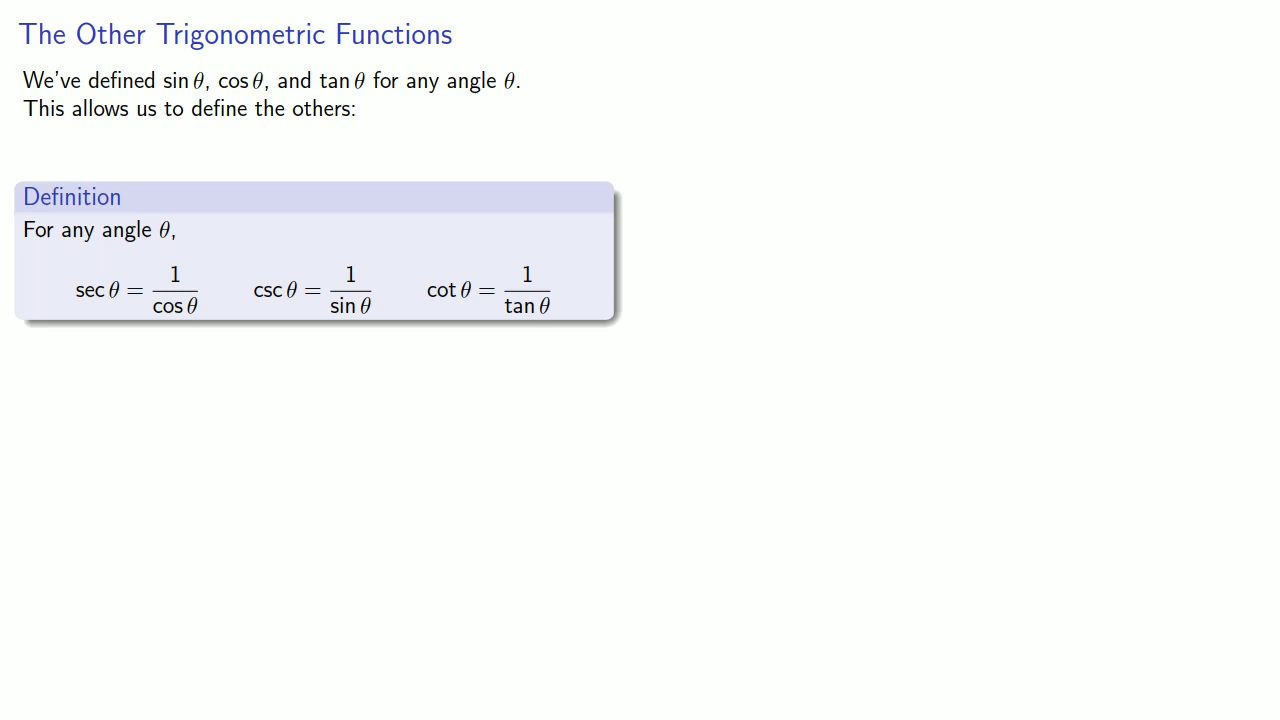 The Other Trigonometric Functions
We've defined sin θ, cos θ, and tan θ for any angle θ.
This allows us to define the others:
Definition
For any angle θ,
sec θ = 1/cos θ csc θ = 1/sin θ cot θ = 1/tan θ